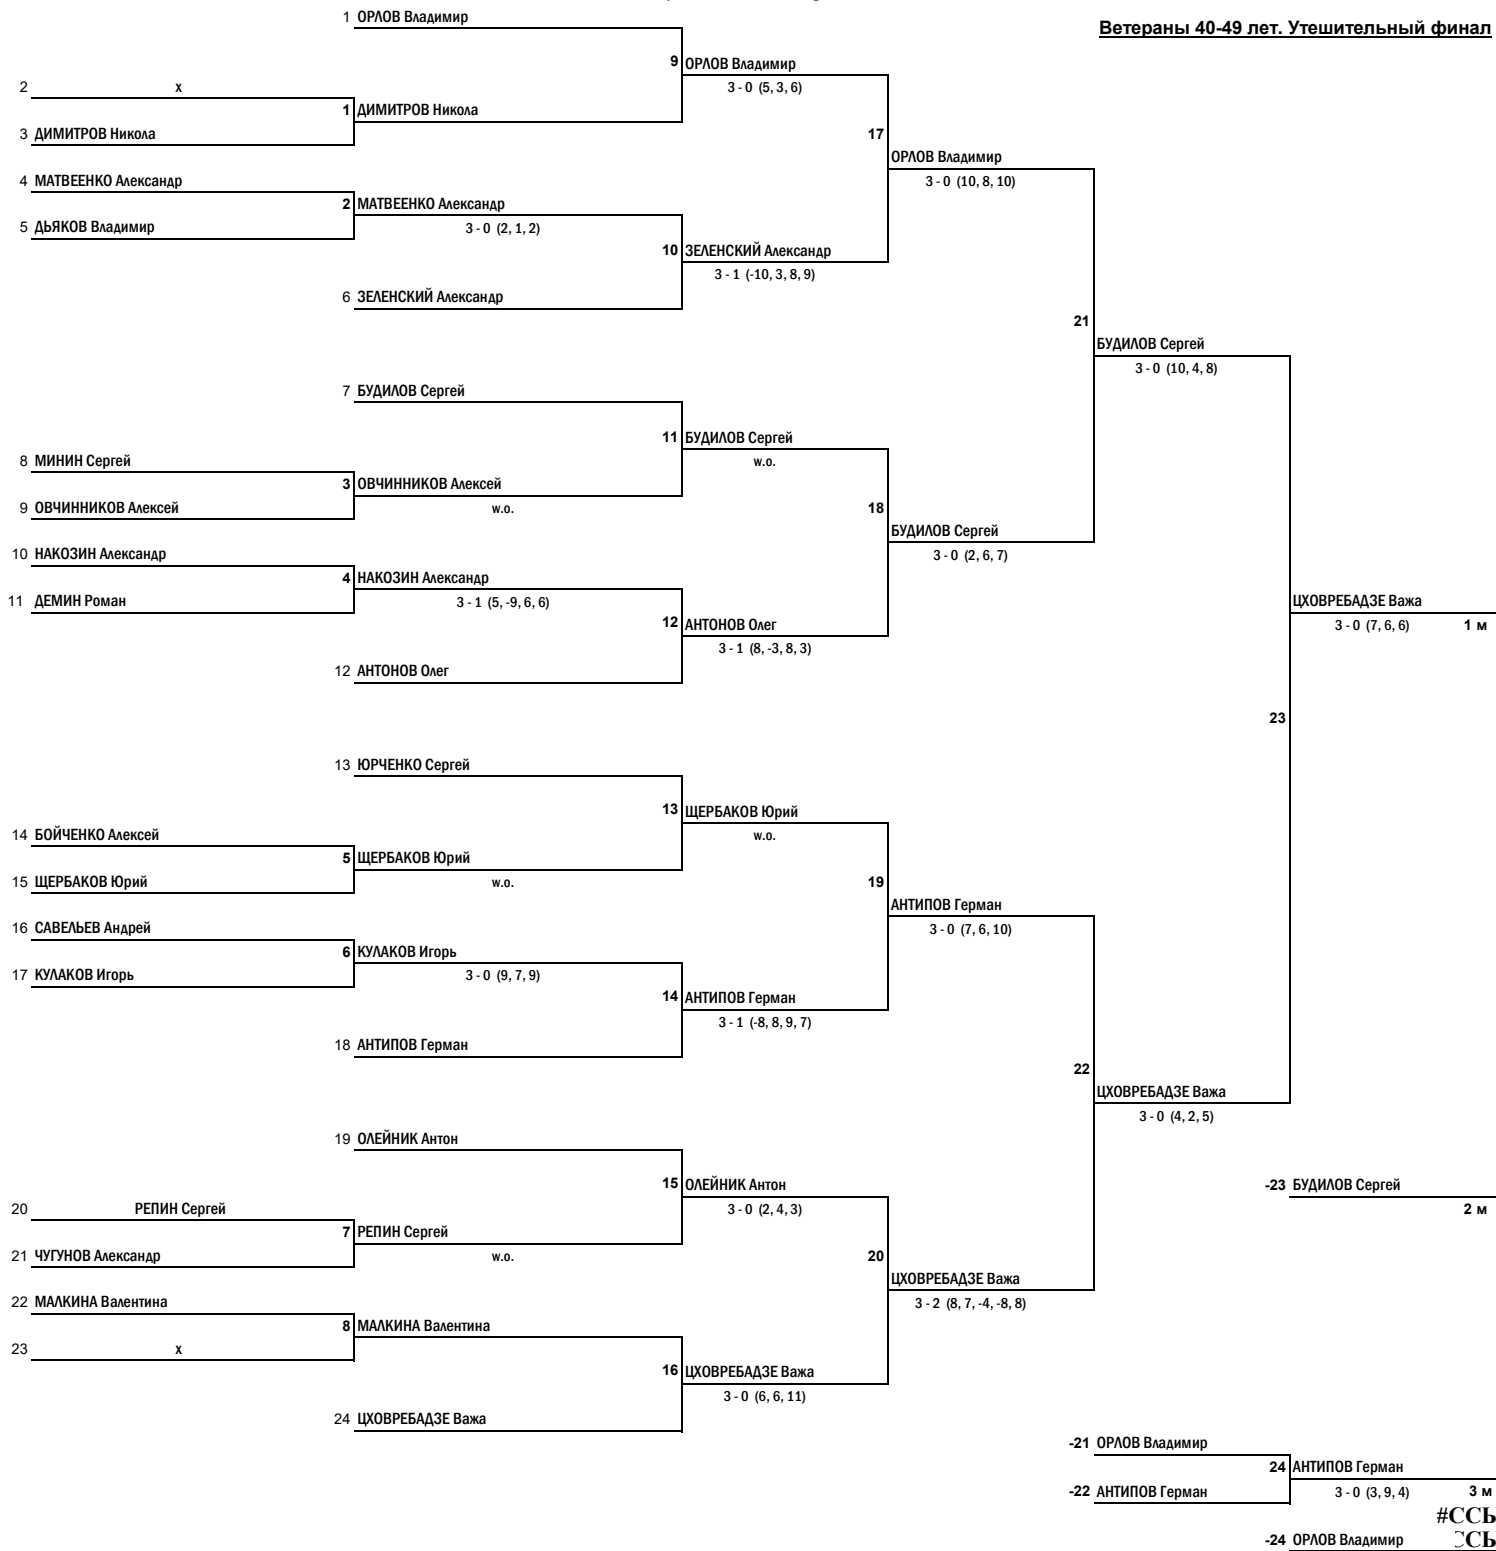 1 ОРЛОВ Владимир
Ветераны 40-49 лет. Утешительный финал
9 ОРЛОВ Владимир
2 х
3 - 0 (5, 3, 6)
1 ДИМИТРОВ Никола
3 ДИМИТРОВ Никола
17
ОРЛОВ Владимир
4 МАТВЕЕНКО Александр
3 - 0 (10, 8, 10)
2 МАТВЕЕНКО Александр
5 ДЬЯКОВ Владимир
3 - 0 (2, 1, 2)
10 ЗЕЛЕНСКИЙ Александр
3 - 1 (-10, 3, 8, 9)
6 ЗЕЛЕНСКИЙ Александр
21
БУДИЛОВ Сергей
3 - 0 (10, 4, 8)
7 БУДИЛОВ Сергей
11 БУДИЛОВ Сергей
8 МИНИН Сергей
w.o.
3 ОВЧИННИКОВ Алексей
9 ОВЧИННИКОВ Алексей
w.o.
18
БУДИЛОВ Сергей
10 НАКОЗИН Александр
3 - 0 (2, 6, 7)
4 НАКОЗИН Александр
11 ДЕМИН Роман
3 - 1 (5, -9, 6, 6)
ЦХОВРЕБАДЗЕ Важа
12 АНТОНОВ Олег
3 - 0 (7, 6, 6) 1 м
3 - 1 (8, -3, 8, 3)
12 АНТОНОВ Олег
23
13 ЮРЧЕНКО Сергей
13 ЩЕРБАКОВ Юрий
14 БОЙЧЕНКО Алексей
w.o.
5 ЩЕРБАКОВ Юрий
15 ЩЕРБАКОВ Юрий
w.o.
19
АНТИПОВ Герман
16 САВЕЛЬЕВ Андрей
3 - 0 (7, 6, 10)
6 КУЛАКОВ Игорь
17 КУЛАКОВ Игорь
3 - 0 (9, 7, 9)
14 АНТИПОВ Герман
3 - 1 (-8, 8, 9, 7)
18 АНТИПОВ Герман
22
ЦХОВРЕБАДЗЕ Важа
3 - 0 (4, 2, 5)
19 ОЛЕЙНИК Антон
15 ОЛЕЙНИК Антон
-23 БУДИЛОВ Сергей
20 РЕПИН Сергей
3 - 0 (2, 4, 3)
2 м
7 РЕПИН Сергей
21 ЧУГУНОВ Александр
w.o.
20
ЦХОВРЕБАДЗЕ Важа
22 МАЛКИНА Валентина
3 - 2 (8, 7, -4, -8, 8)
8 МАЛКИНА Валентина
23 х
16 ЦХОВРЕБАДЗЕ Важа
3 - 0 (6, 6, 11)
24 ЦХОВРЕБАДЗЕ Важа
-21 ОРЛОВ Владимир
24 АНТИПОВ Герман
-22 АНТИПОВ Герман
3 - 0 (3, 9, 4) 3 м
-24 ОРЛОВ Владимир